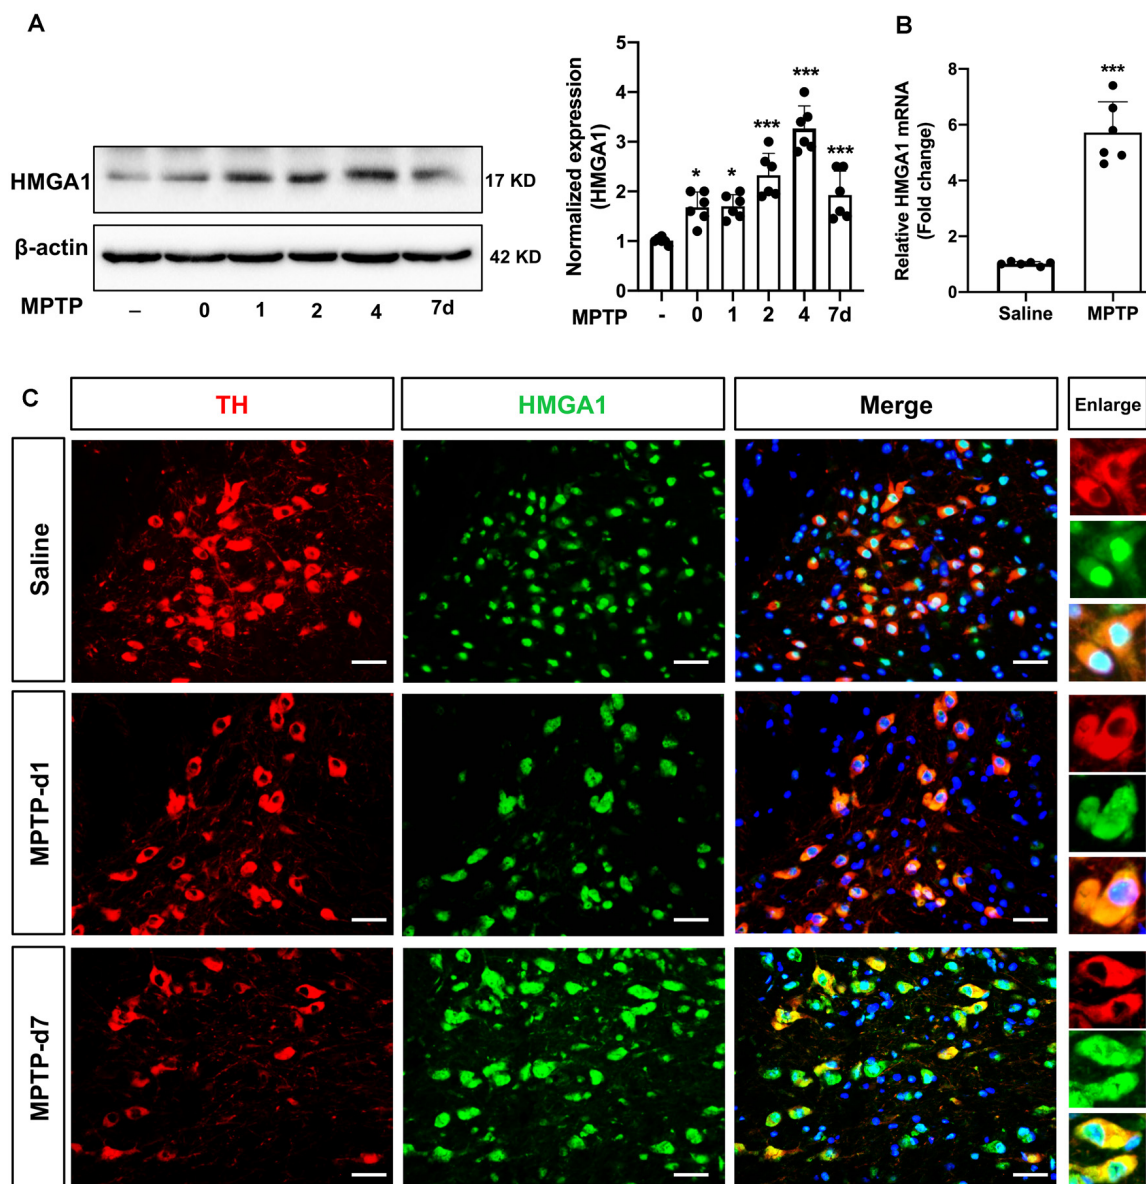 A
HMGA1
17 KD
β-actin
42 KD
MPTP
– 0 1 2 4 7d
Normalized expression
(HMGA1)
5
4
3
2
1
0
* * *** *** ***
MPTP - 0 1 2 4 7d
B
Relative HMGA1 mRNA
(Fold change)
8
6
4
2
0
***
Saline MPTP
C
TH HMGA1 Merge Enlarge
Saline
MPTP-d1
MPTP-d7